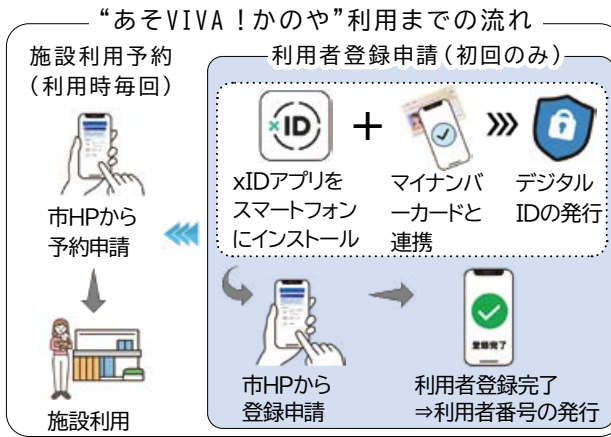 “あそVIVA！かのや”利用までの流れ
施設利用予約
（利用時毎回）
市HPから
予約申請
施設利用
利用者登録申請（初回のみ）
xID
＋
xIDアプリを
スマートフォン
にインストール
マイナンバ
ーカードと
連携
デジタル
IDの発行
市HPから
登録申請
登録完了
利用者登録完了
⇒利用者番号の発行